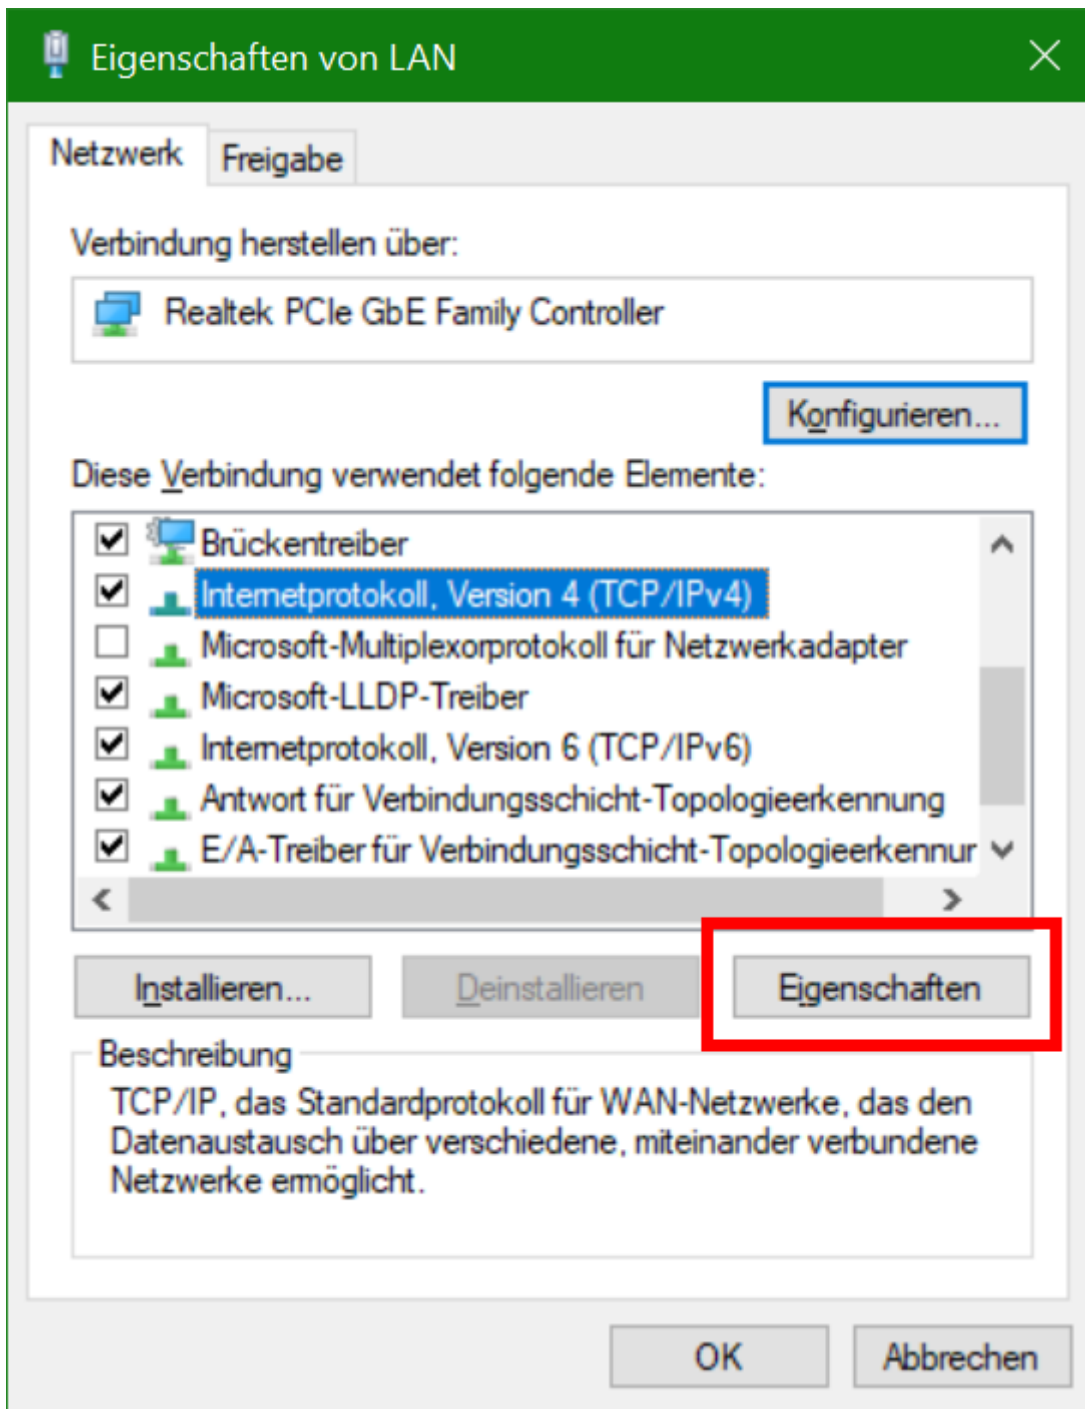 Eigenschaften von LAN
Netzwerk
Freigabe
Verbindung herstellen über:
Realtek PCIe GbE Family Controller
Konfigurieren...
Diese Verbindung verwendet folgende Elemente:
Brückentreiber
Internetprotokoll, Version 4 (TCP/IPv4)
Microsoft-Multiplexorprotokoll für Netzwerkadapter
Microsoft-LLDP-Treiber
Internetprotokoll, Version 6 (TCP/IPv6)
Antwort für Verbindungsschicht-Topologieerkennung
E/A-Treiber für Verbindungsschicht-Topologieerkennur
Installieren...
Deinstallieren
Eigenschaften
Beschreibung
TCP/IP, das Standardprotokoll für WAN-Netzwerke, das den
Datenaustausch über verschiedene, miteinander verbundene
Netzwerke ermöglicht.
OK
Abbrechen